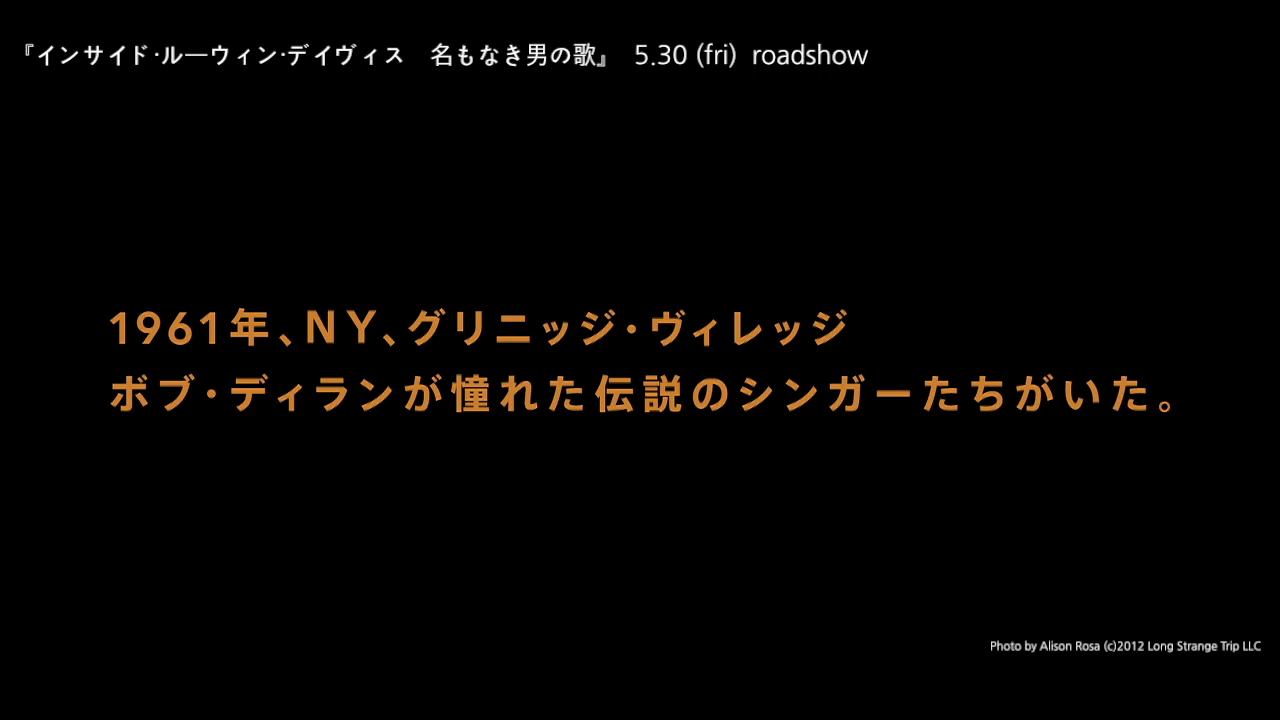 『インサイド・ルーウィン・デイヴィス　名もなき男の歌』 5.30 (fri) roadshow
1961年、NY、グリニッジ・ヴィレッジ
ボブ・ディランが憧れた伝説のシンガーたちがいた。
Photo by Alison Rosa (c)2012 Long Strange Trip LLC